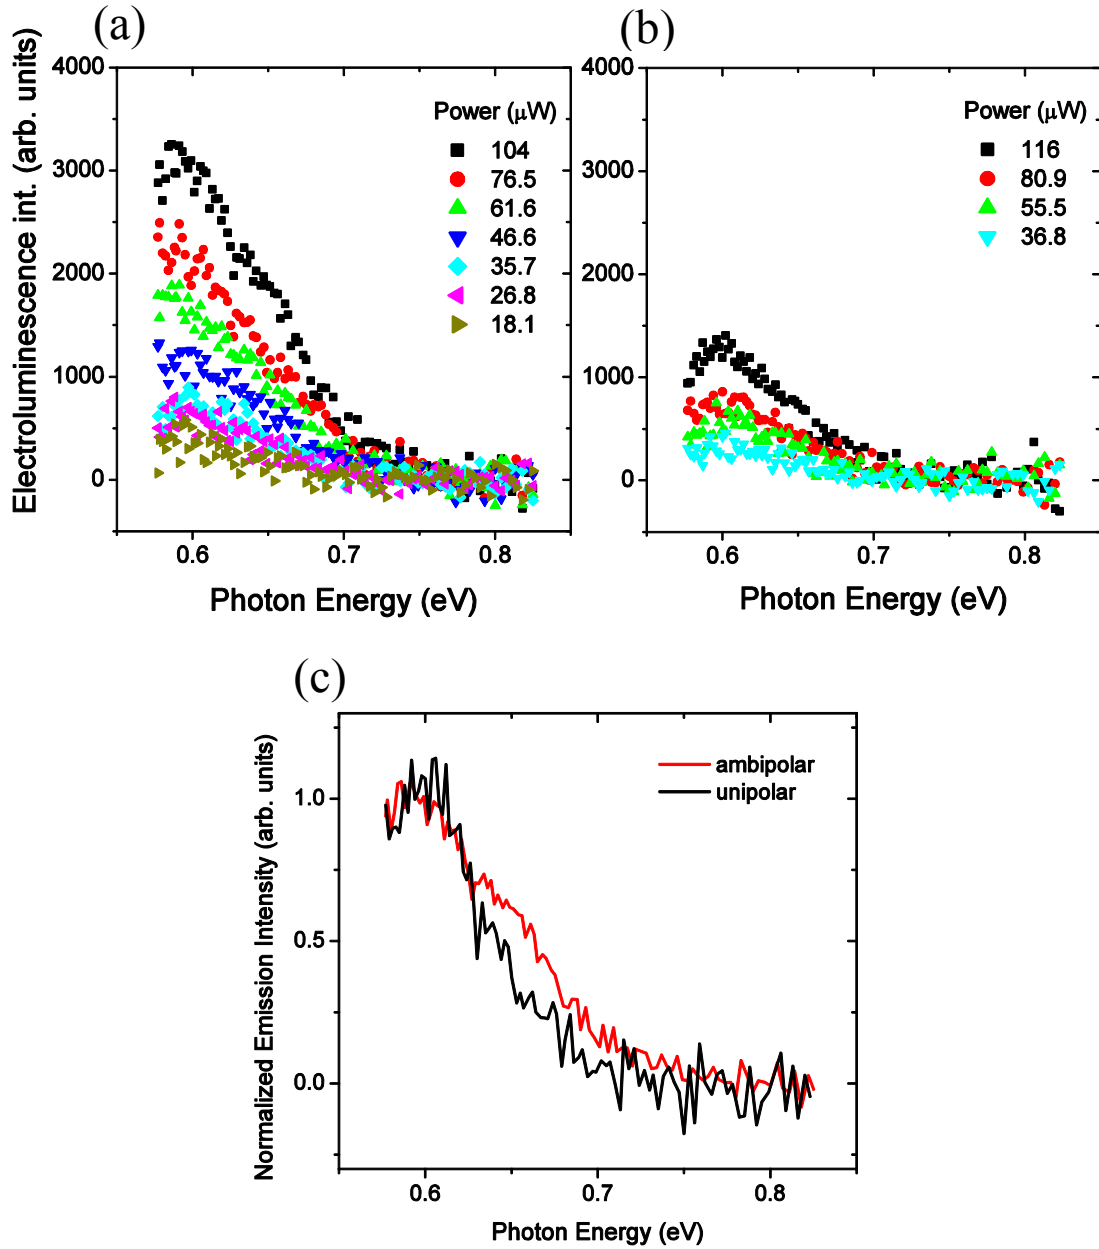 (a)
Electroluminescence int. (arb. units)
4000
3000
2000
1000
0
Power (μW)
104
76.5
61.6
46.6
35.7
26.8
18.1
0.6
0.7
0.8
Photon Energy (eV)
(b)
4000
3000
2000
1000
0
Power (μW)
116
80.9
55.5
36.8
0.6
0.7
0.8
Photon Energy (eV)
(c)
Normalized Emission Intensity (arb. units)
1.0
0.5
0.0
ambipolar
unipolar
0.6
0.7
0.8
Photon Energy (eV)